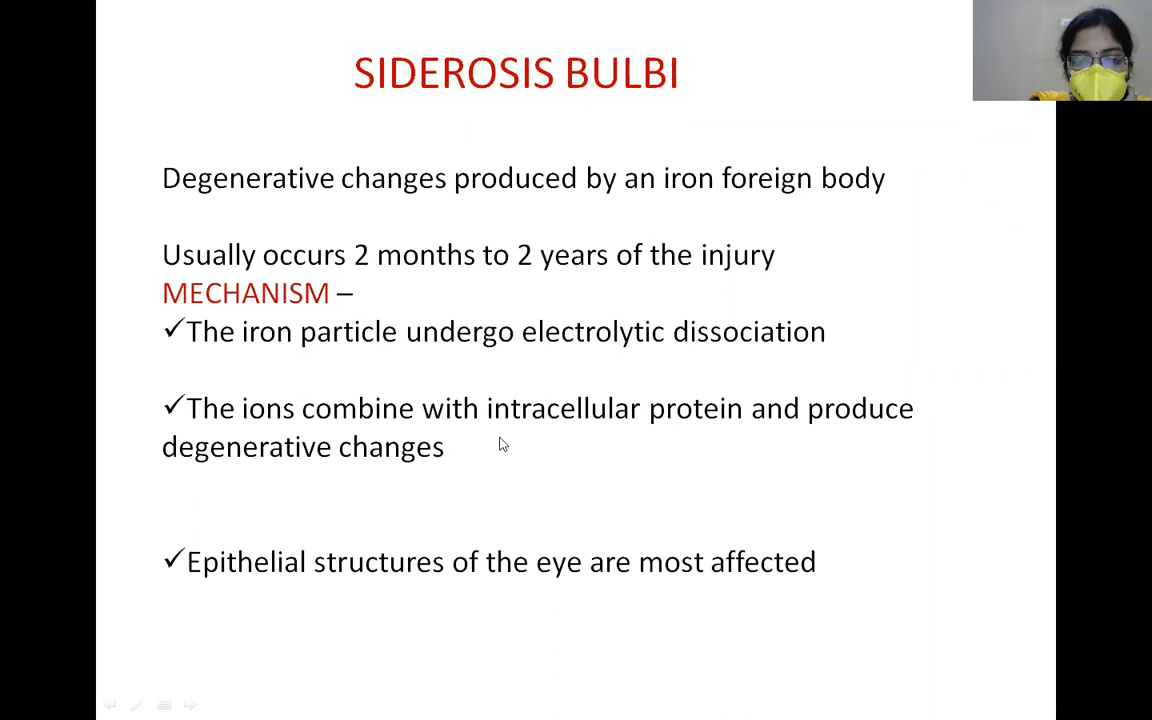 SIDEROSIS BULBI
Degenerative changes produced by an iron foreign body
Usually occurs 2 months to 2 years of the injury
MECHANISM –
✓The iron particle undergo electrolytic dissociation
✓The ions combine with intracellular protein and produce
degenerative changes
✓Epithelial structures of the eye are most affected